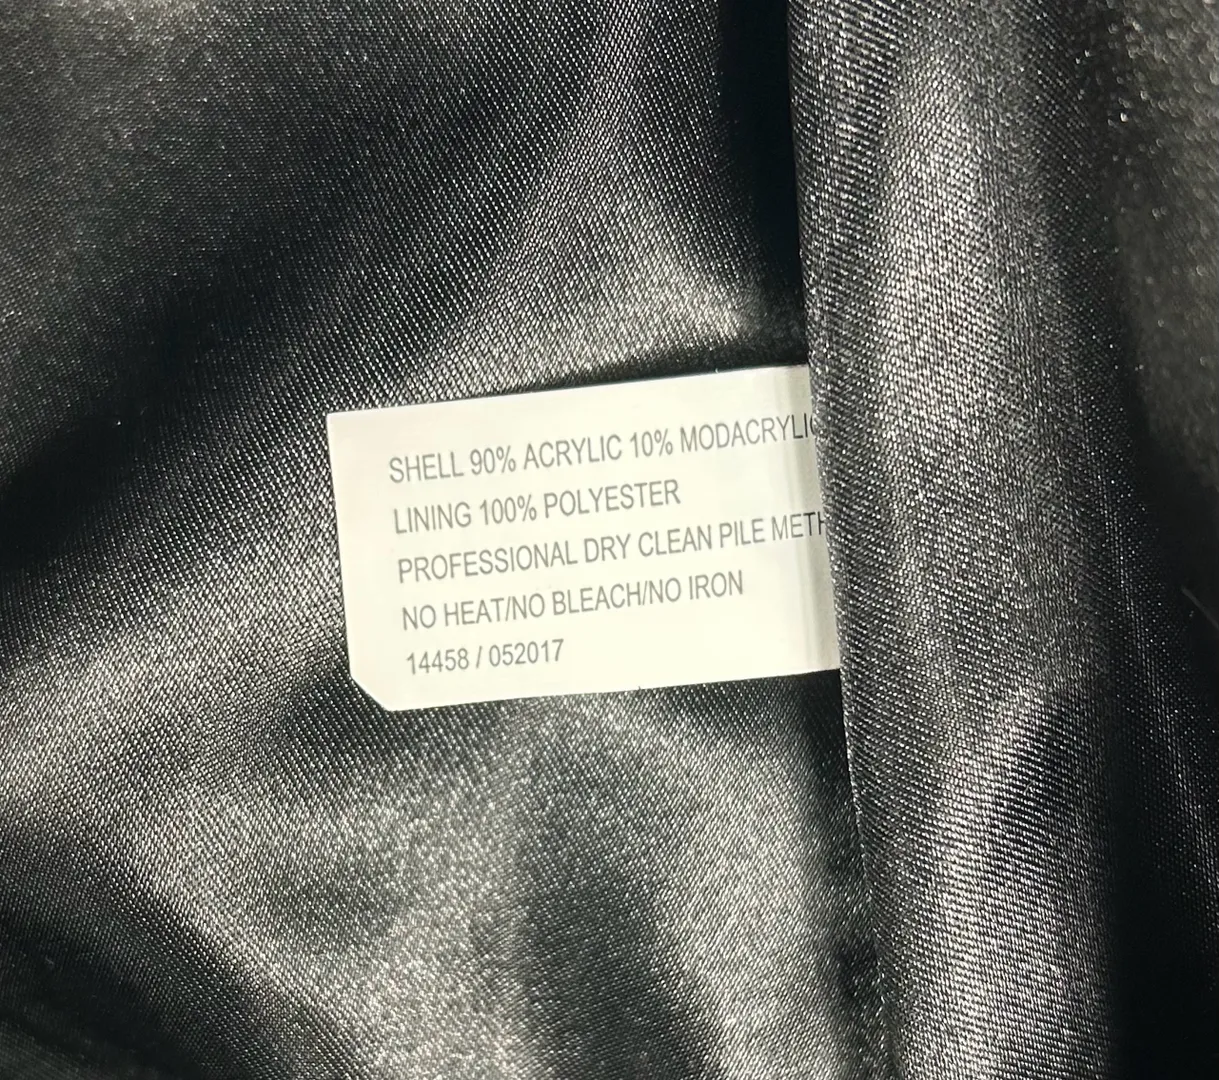 SHELL 90% ACRYLIC 10% MODACRYLIC
LINING 100% POLYESTER
PROFESSIONAL DRY CLEAN PILE METH
NO HEAT/NO BLEACH/NO IRON
14458 / 052017